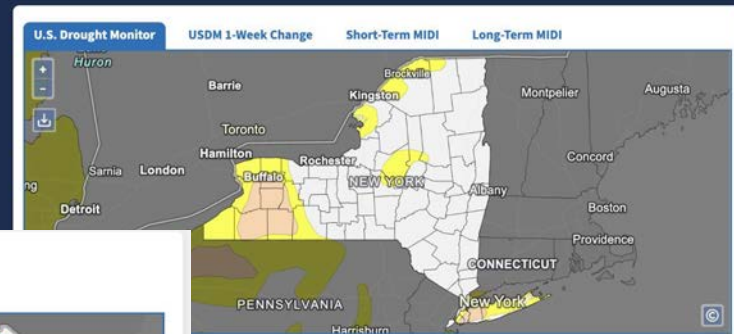 U.S. Drought Monitor
USDM 1-Week Change
Short-Term MIDI
Long-Term MIDI
Huron
+
-
Barrie
Brockville
Kingston
Montpelier
Augusta
Toronto
Hamilton
Rochester
Concord
Sarnia
London
Buffalo
NEW YORK
Albany
ng
Detroit
Boston
Providence
CONNECTICUT
PENNSYLVANIA
New York
Harrisburg
©